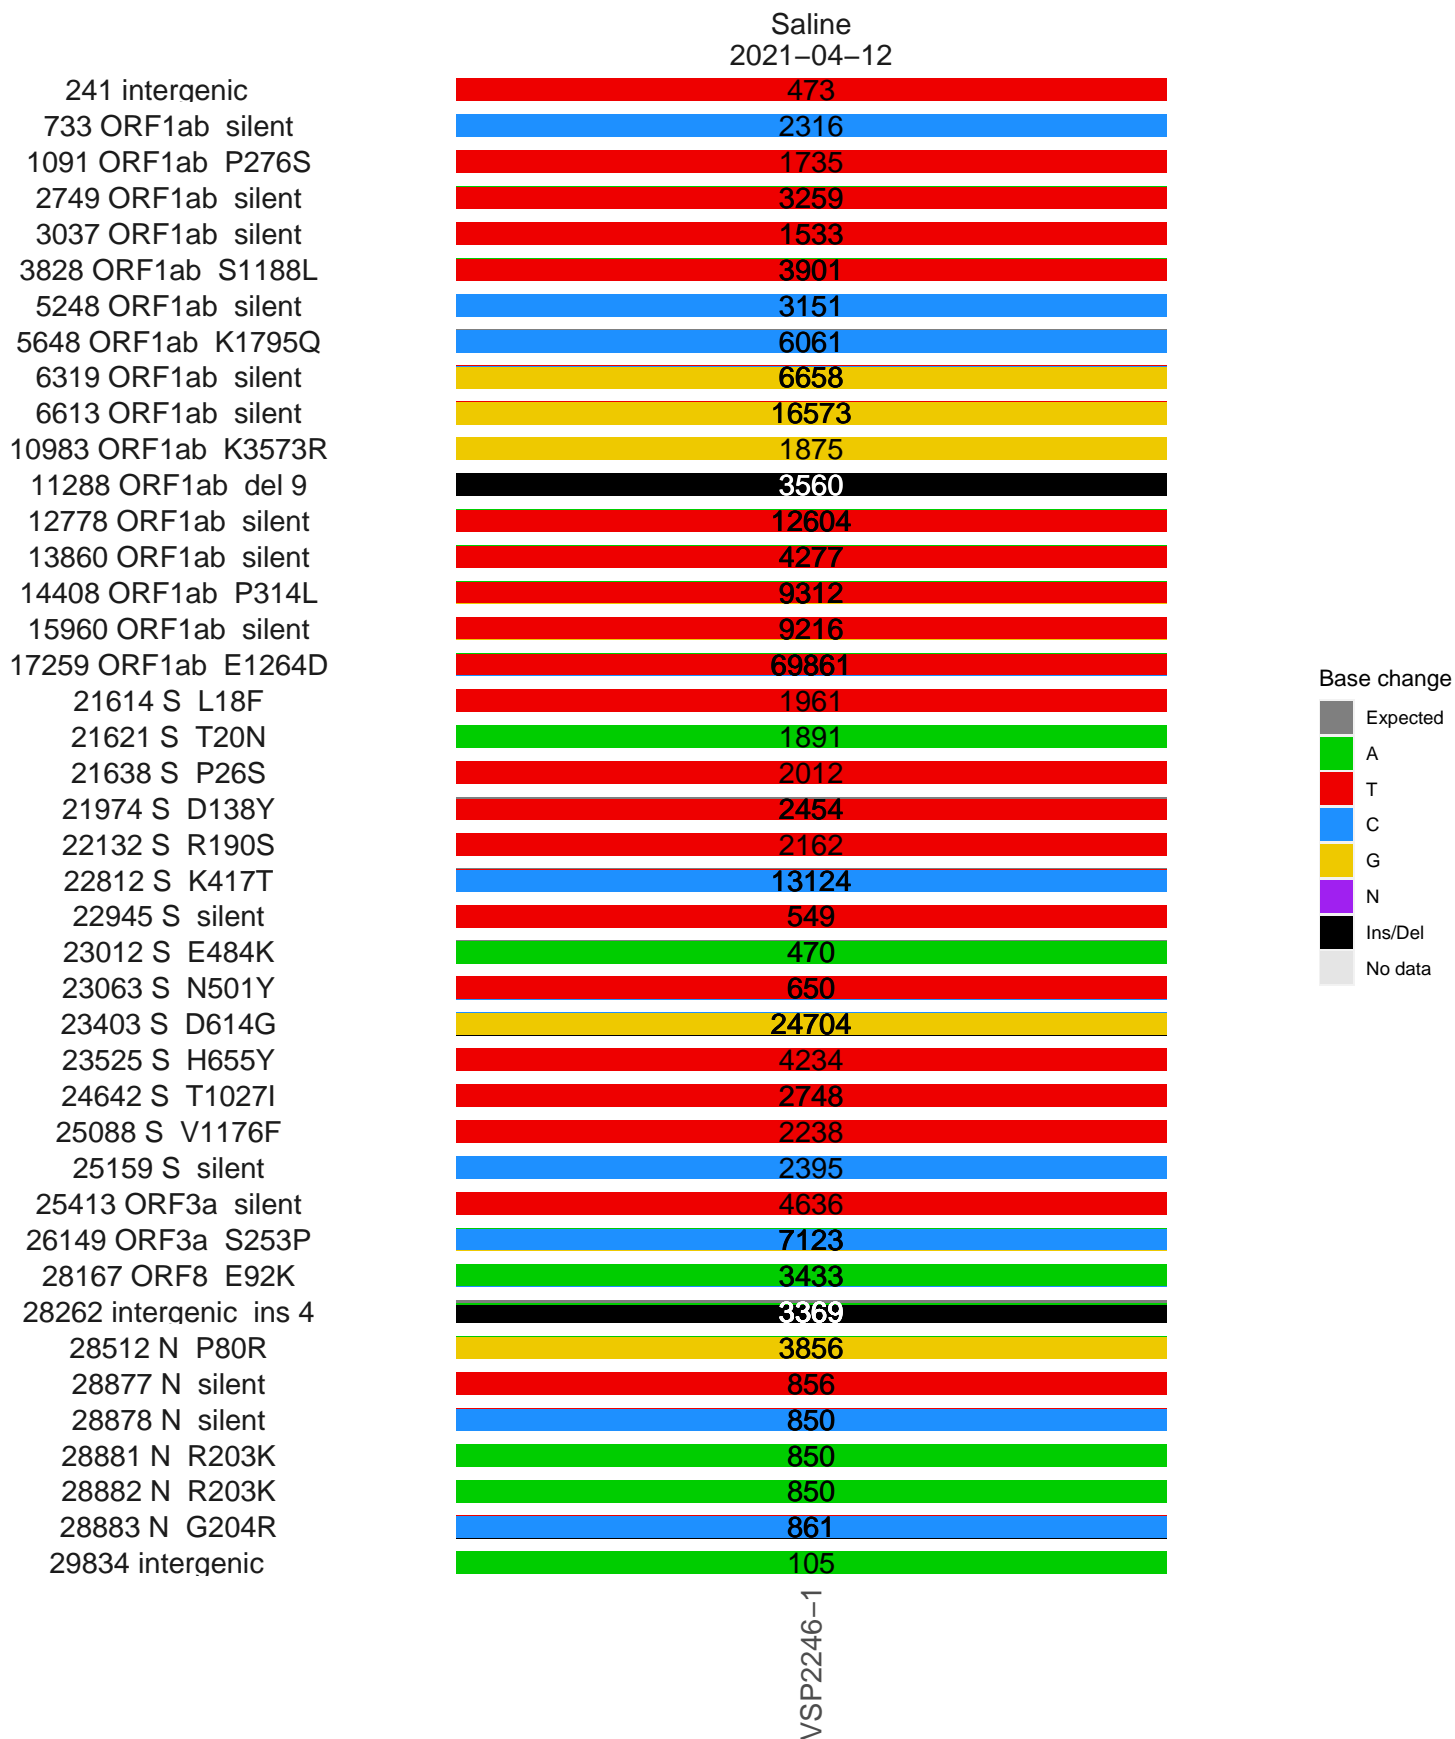 Saline
2021−04−12
241 intergenic 473
733 ORF1ab silent 2316
1091 ORF1ab P276S 1735
2749 ORF1ab silent 3259
3037 ORF1ab silent 1533
3828 ORF1ab S1188L 3901
5248 ORF1ab silent 3151
5648 ORF1ab K1795Q 6061
6319 ORF1ab silent 6658
6613 ORF1ab silent 16573
10983 ORF1ab K3573R 1875
11288 ORF1ab del 9 3560
12778 ORF1ab silent 12604
13860 ORF1ab silent 4277
14408 ORF1ab P314L 9312
15960 ORF1ab silent 9216
17259 ORF1ab E1264D 69861
21614 S L18F 1961
21621 S T20N 1891
21638 S P26S 2012
21974 S D138Y 2454
22132 S R190S 2162
22812 S K417T 13124
22945 S silent 549
23012 S E484K 470
23063 S N501Y 650
23403 S D614G 24704
23525 S H655Y 4234
24642 S T1027I 2748
25088 S V1176F 2238
25159 S silent 2395
25413 ORF3a silent 4636
26149 ORF3a S253P 7123
28167 ORF8 E92K 3433
28262 intergenic ins 4 3369
28512 N P80R 3856
28877 N silent 856
28878 N silent 850
28881 N R203K 850
28882 N R203K 850
28883 N G204R 861
29834 intergenic 105
VSP2246−1
Base change
Expected
A
T
C
G
N
Ins/Del
No data